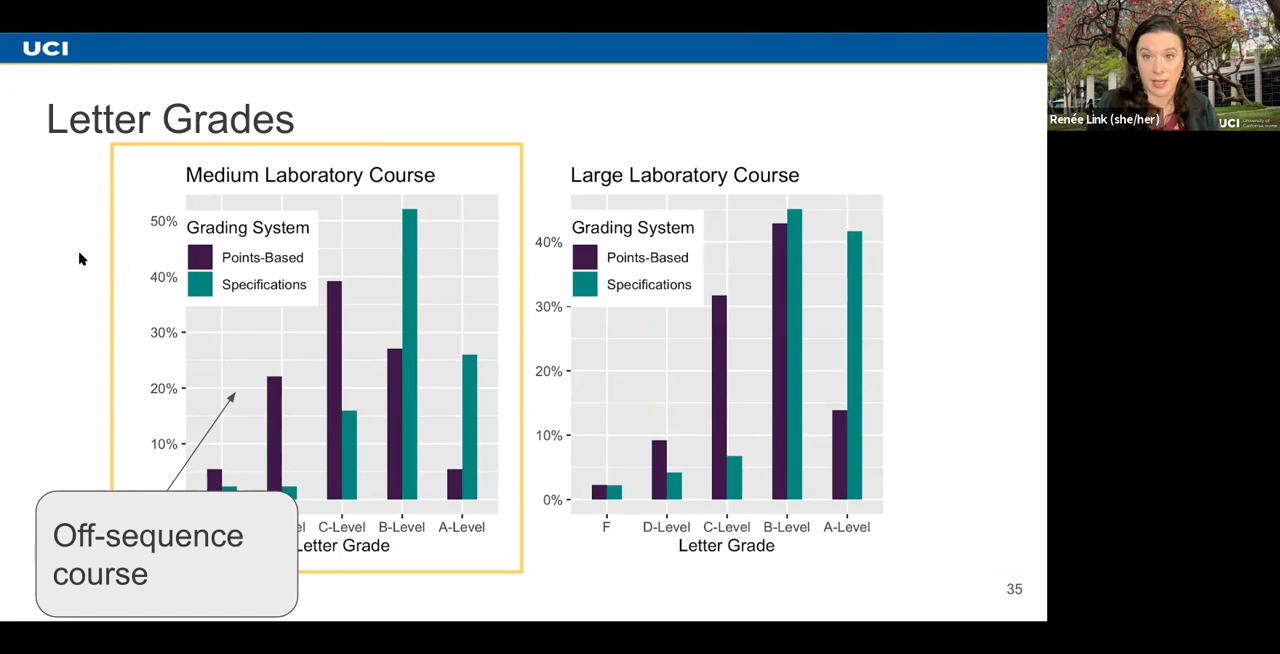 UCI
Letter Grades
Medium Laboratory Course
50%
40%
30%
20%
10%
Grading System
Points-Based
Specifications
C-Level B-Level A-Level
Letter Grade
Off-sequence
course
Large Laboratory Course
40%
30%
20%
10%
0%
Grading System
Points-Based
Specifications
F D-Level C-Level B-Level A-Level
Letter Grade
35
Renée Link (she/her)
UCI